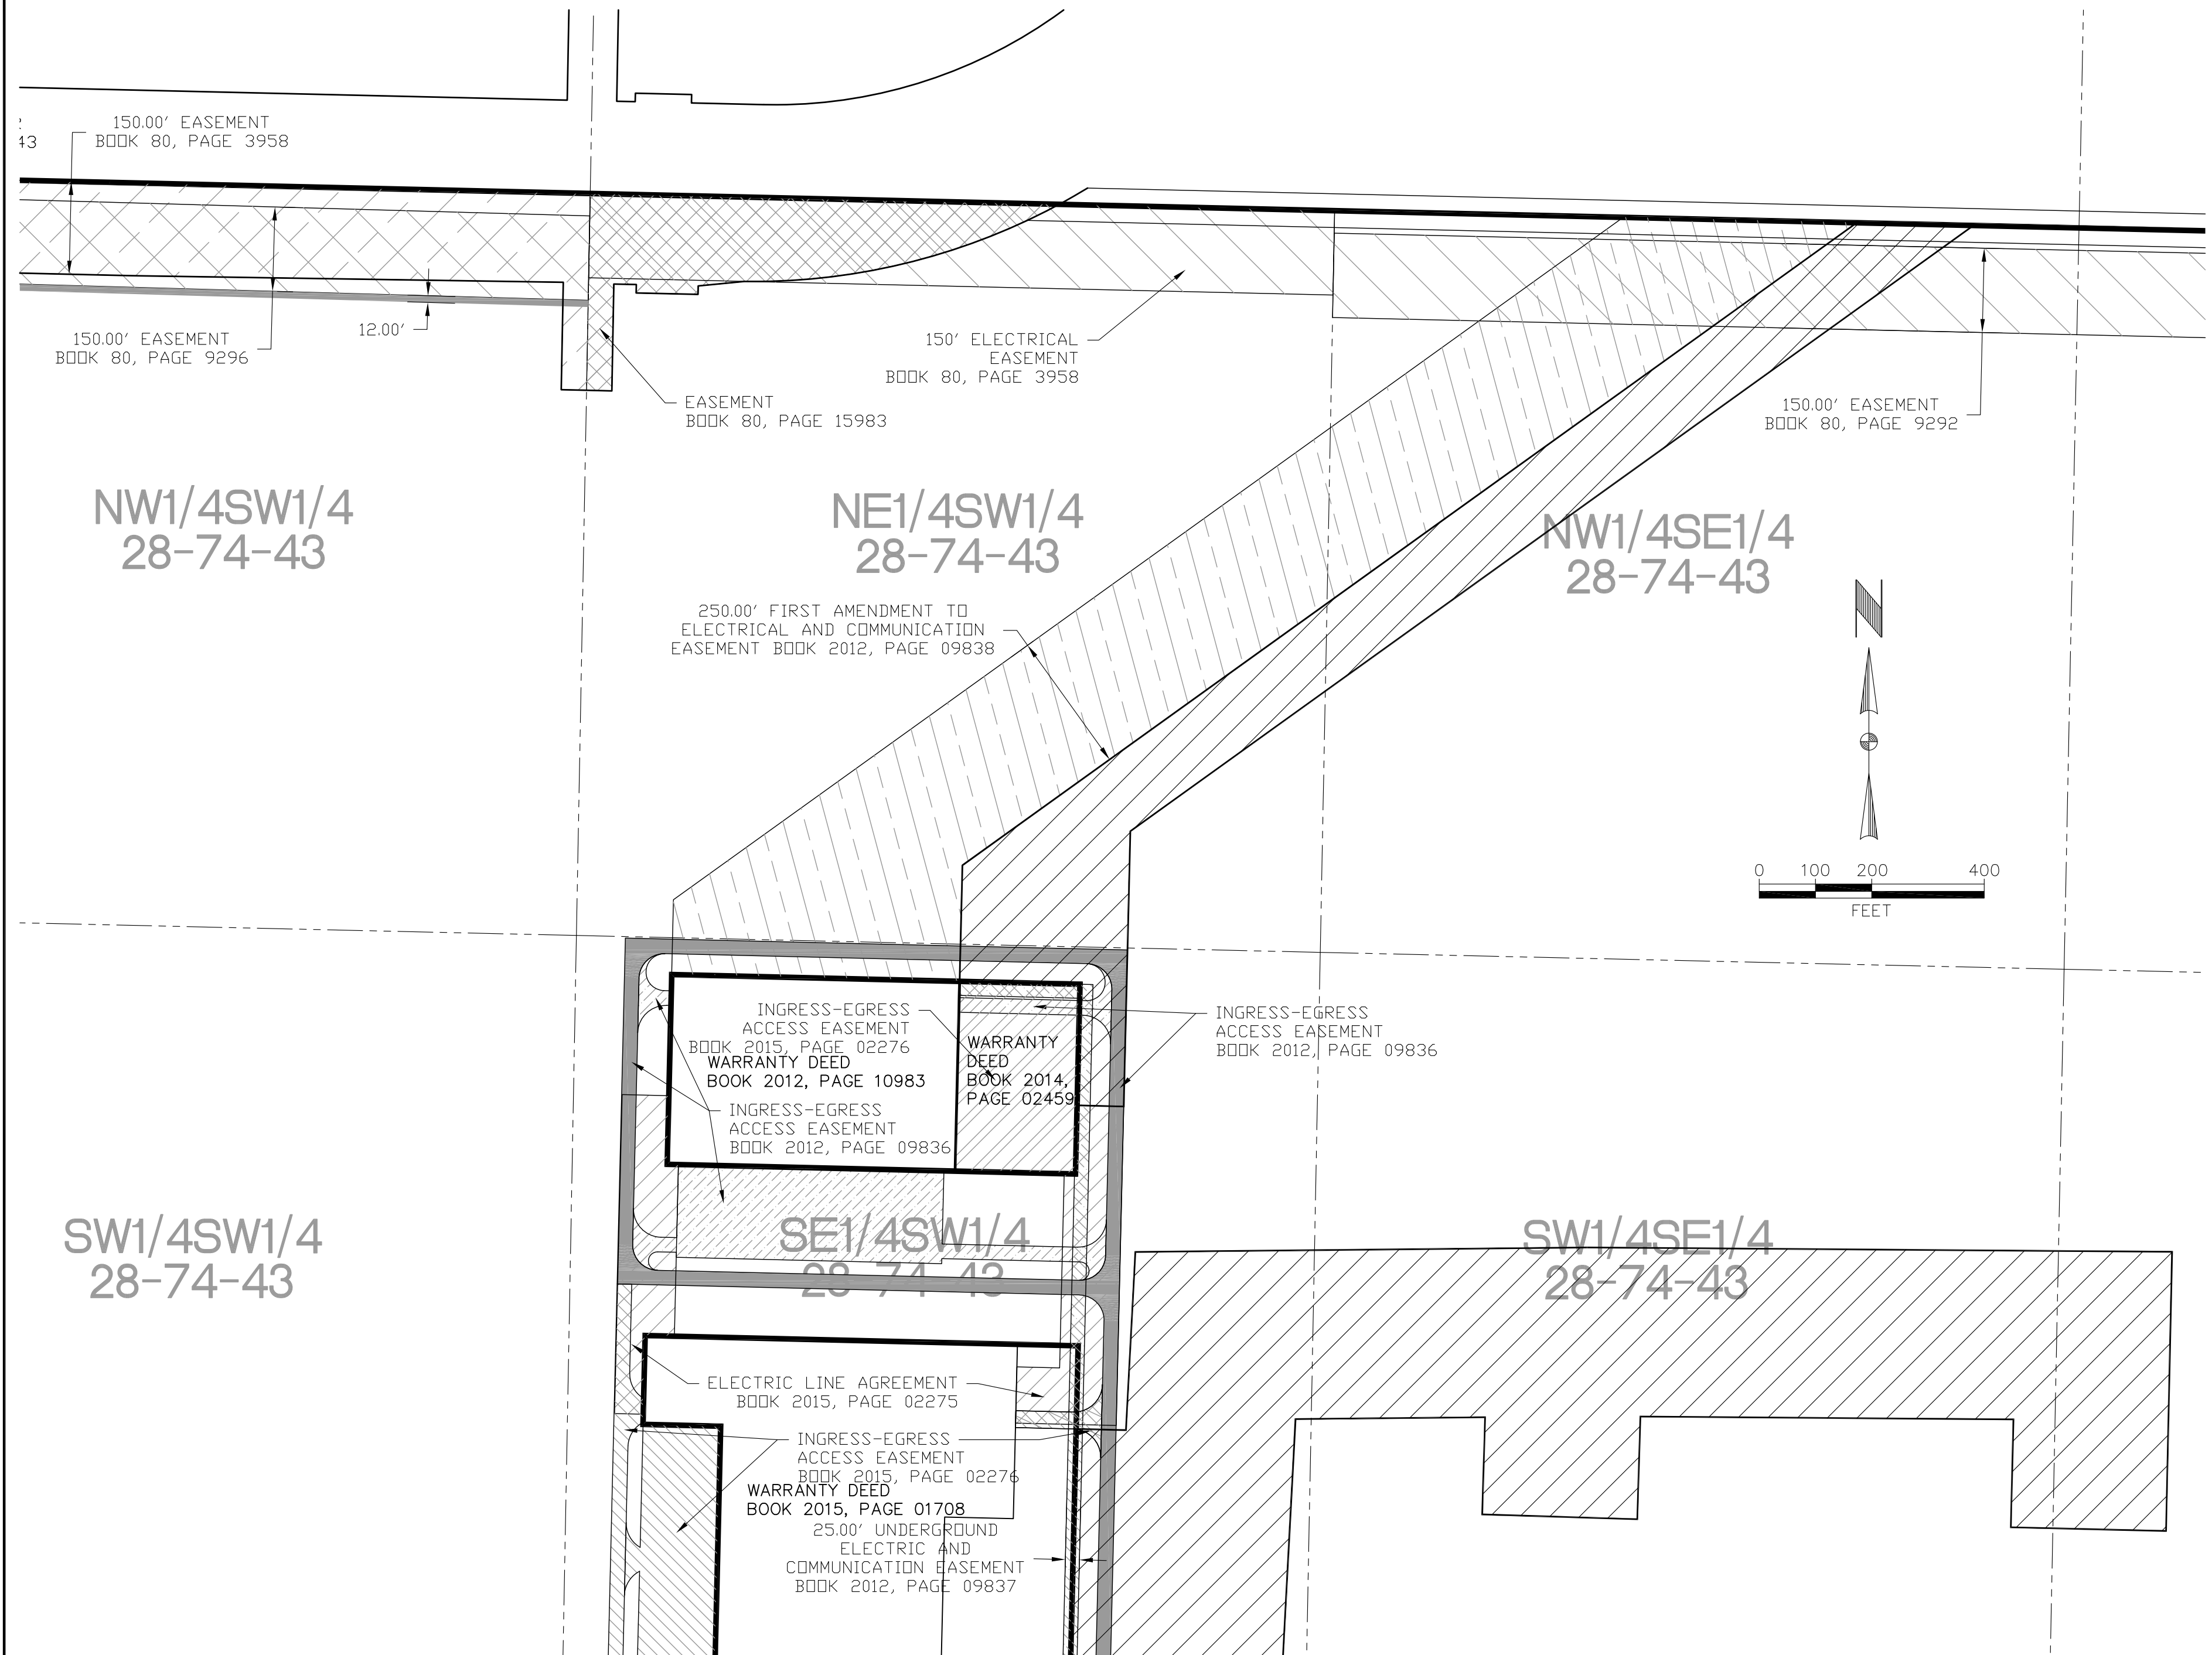 150.00' EASEMENT
BOOK 80, PAGE 3958
43
150.00' EASEMENT
BOOK 80, PAGE 9296
12.00'
EASEMENT
BOOK 80, PAGE 15983
150' ELECTRICAL
EASEMENT
BOOK 80, PAGE 3958
150.00' EASEMENT
BOOK 80, PAGE 9292
NW1/4SW1/4
28-74-43
NE1/4SW1/4
28-74-43
NW1/4SE1/4
28-74-43
250.00' FIRST AMENDMENT TO
ELECTRICAL AND COMMUNICATION
EASEMENT BOOK 2012, PAGE 09838
N
0 100 200 400
FEET
INGRESS-EGRESS
ACCESS EASEMENT
BOOK 2015, PAGE 02276
WARRANTY DEED
BOOK 2012, PAGE 10983
INGRESS-EGRESS
ACCESS EASEMENT
BOOK 2012, PAGE 09836
WARRANTY
DEED
BOOK 2014,
PAGE 02459
INGRESS-EGRESS
ACCESS EASEMENT
BOOK 2012, PAGE 09836
SW1/4SW1/4
28-74-43
SE1/4SW1/4
28-74-43
SW1/4SE1/4
28-74-43
ELECTRIC LINE AGREEMENT
BOOK 2015, PAGE 02275
INGRESS-EGRESS
ACCESS EASEMENT
BOOK 2015, PAGE 02276
WARRANTY DEED
BOOK 2015, PAGE 01708
25.00' UNDERGROUND
ELECTRIC AND
COMMUNICATION EASEMENT
BOOK 2012, PAGE 09837